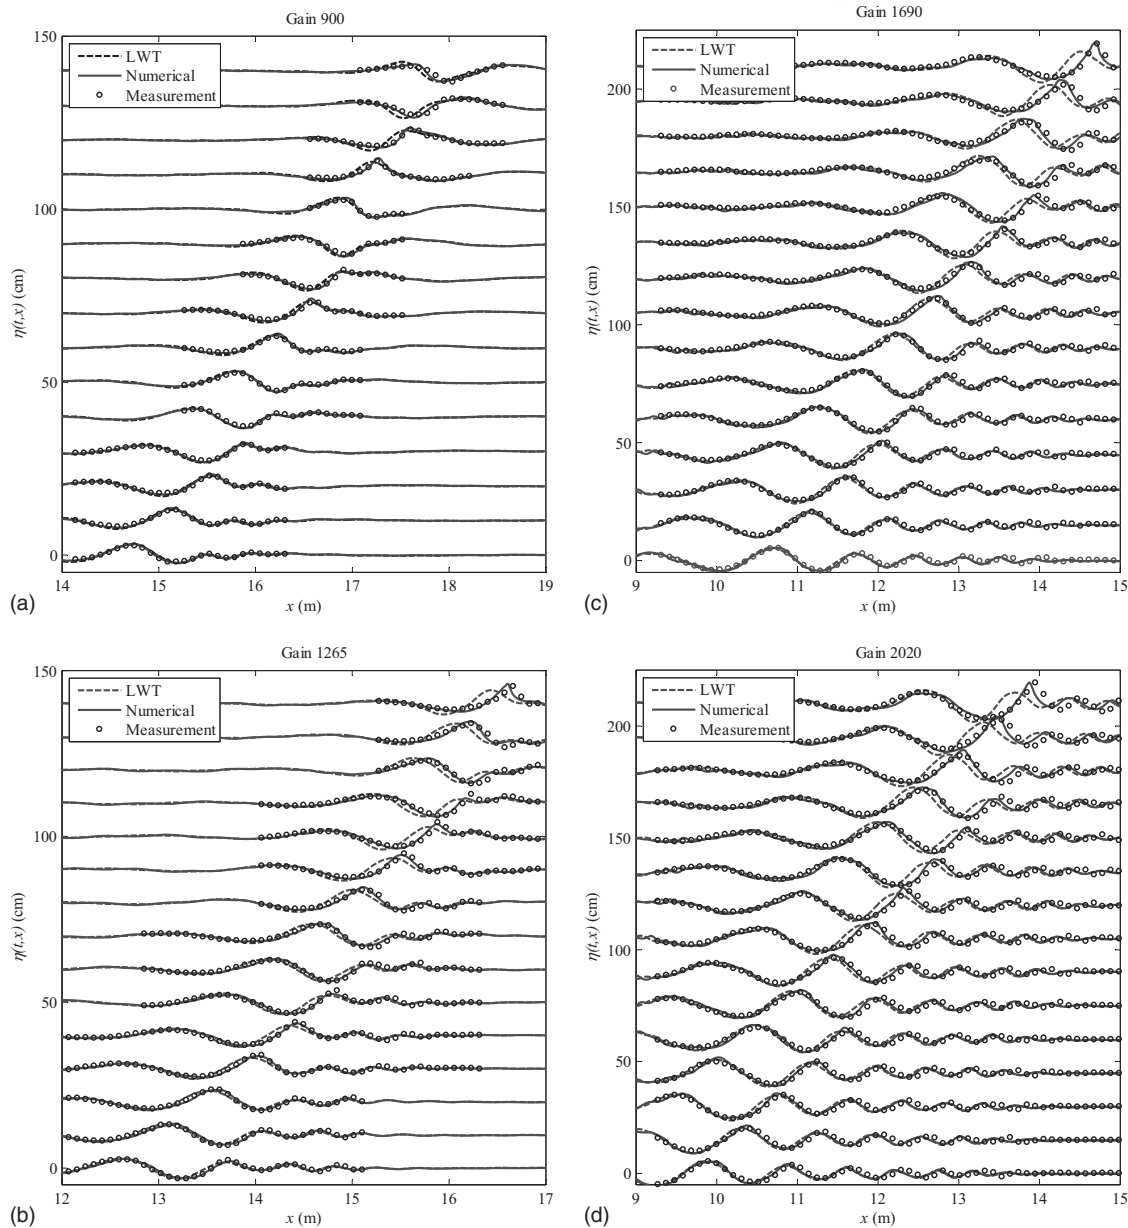 Gain 900
150
LWT
Numerical
Measurement
100
50
0
η(t,x) (cm)
14 15 16 17 18 19
x (m)
(a)
Gain 1690
LWT
Numerical
Measurement
200
150
100
50
0
η(t,x) (cm)
9 10 11 12 13 14 15
x (m)
(c)
Gain 1265
150
LWT
Numerical
Measurement
100
50
0
η(t,x) (cm)
12 13 14 15 16 17
x (m)
(b)
Gain 2020
LWT
Numerical
Measurement
200
150
100
50
0
η(t,x) (cm)
9 10 11 12 13 14 15
x (m)
(d)